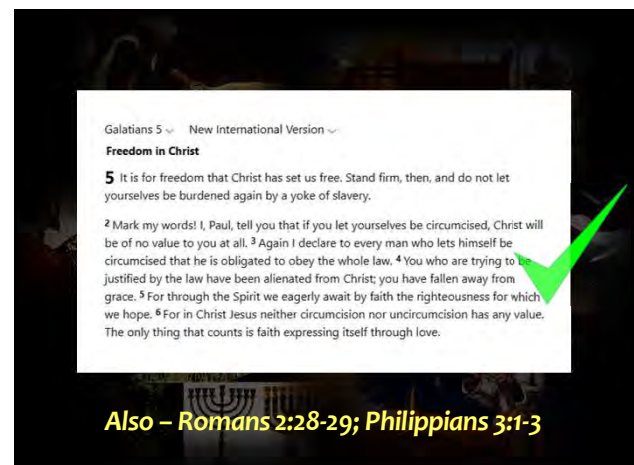 Galatians 5 New International Version
Freedom in Christ
5 It is for freedom that Christ has set us free. Stand firm, then, and do not let
yourselves be burdened again by a yoke of slavery.
2 Mark my words! I, Paul, tell you that if you let yourselves be circumcised, Christ will
be of no value to you at all. 3 Again I declare to every man who lets himself be
circumcised that he is obligated to obey the whole law. 4 You who are trying to be
justified by the law have been alienated from Christ; you have fallen away from
grace. 5 For through the Spirit we eagerly await by faith the righteousness for which
we hope. 6 For in Christ Jesus neither circumcision nor uncircumcision has any value.
The only thing that counts is faith expressing itself through love.
Also – Romans 2:28-29; Philippians 3:1-3